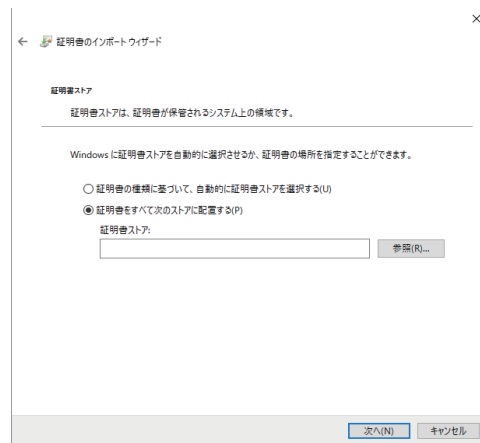 証明書のインポート ウィザード
証明書ストア
証明書ストアは、証明書が保管されるシステム上の領域です。
Windows に証明書ストアを自動的に選択させるか、証明書の場所を指定することができます。
証明書の種類に基づいて、自動的に証明書ストアを選択する(U)
証明書をすべて次のストアに配置する(P)
証明書ストア:
参照(R)...
次へ(N) キャンセル